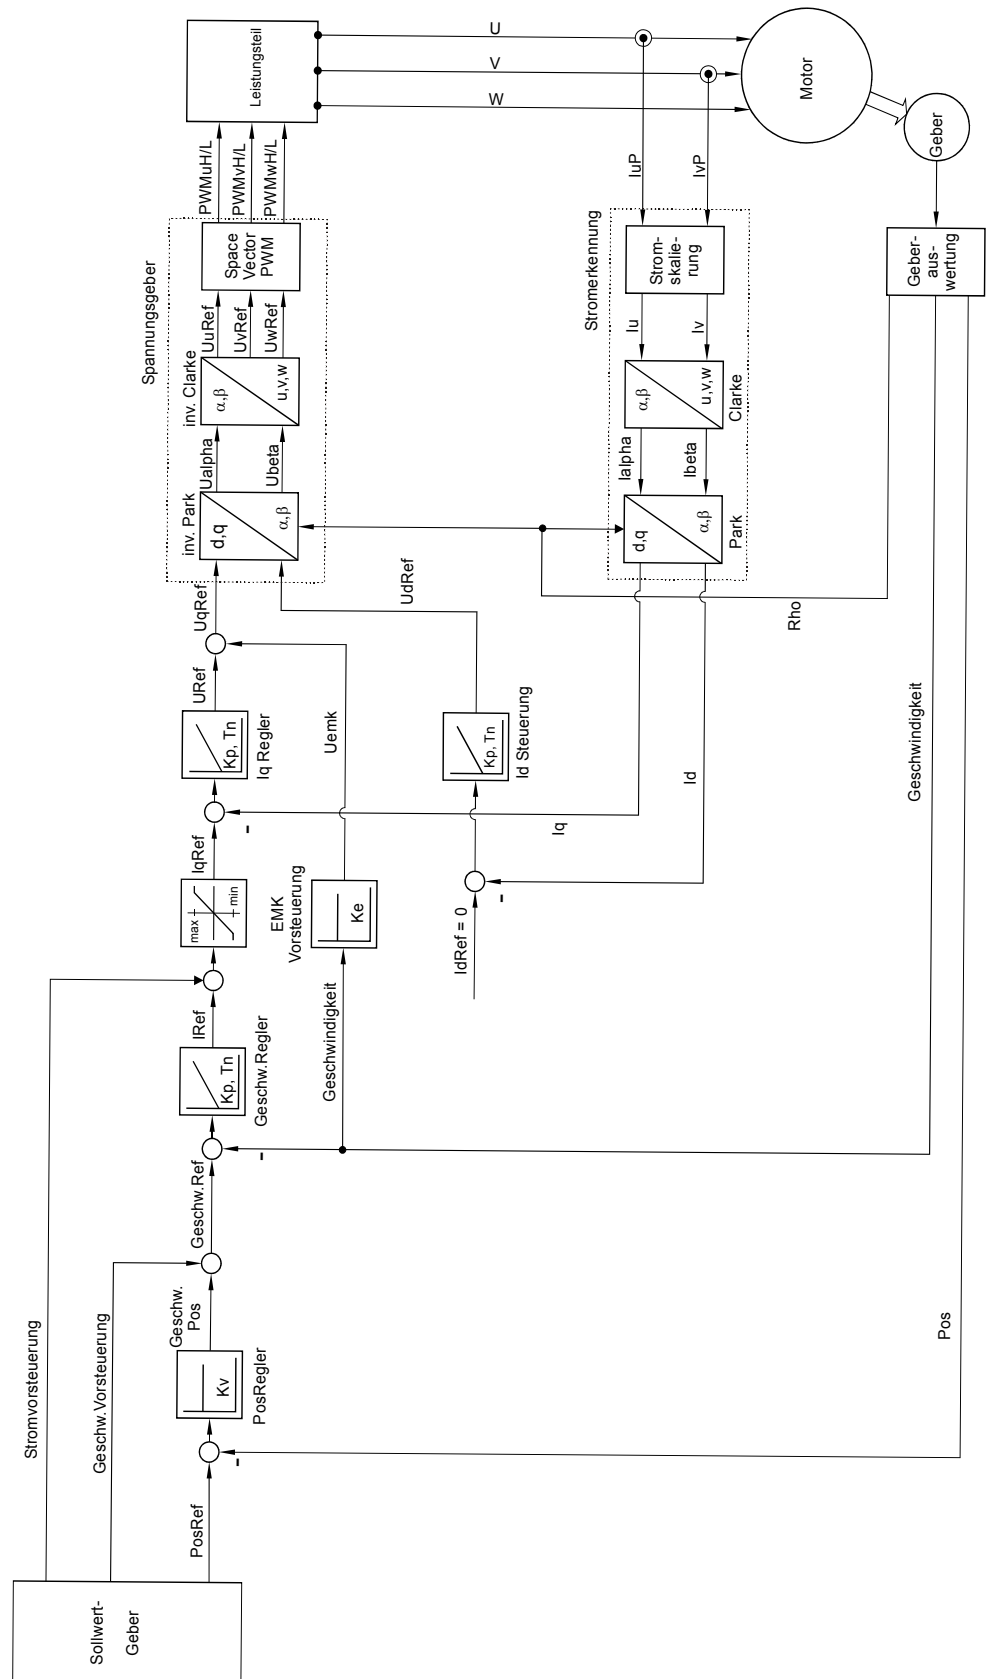 Sollwert-
Geber
Stromvorsteuerung
Geschw.Vorsteuerung
PosRef
Kv
PosRegler
Geschw.
Pos
Geschw.Ref
Kp, Tn
Geschw.Regler
IRef
max
min
IqRef
Kp, Tn
Iq Regler
URef
UqRef
Geschwindigkeit
Ke
EMK
Vorsteuerung
Uemk
IdRef = 0
Kp, Tn
Id Steuerung
UdRef
Iq
Id
Spannungsgeber
inv. Park
d,q
α,β
Ualpha
Ubeta
inv. Clarke
α,β
u,v,w
UuRef
UvRef
UwRef
Space
Vector
PWM
PWMuH/L
PWMvH/L
PWMwH/L
Leistungsteil
U
V
W
Motor
Geber
IuP
IvP
Stromerkennung
Strom-
skalie-
rung
Iu
Iv
α,β
u,v,w
Clarke
Ialpha
Ibeta
d,q
α,β
Park
Geber-
aus-
wertung
Rho
Geschwindigkeit
Pos
-
-
-
-